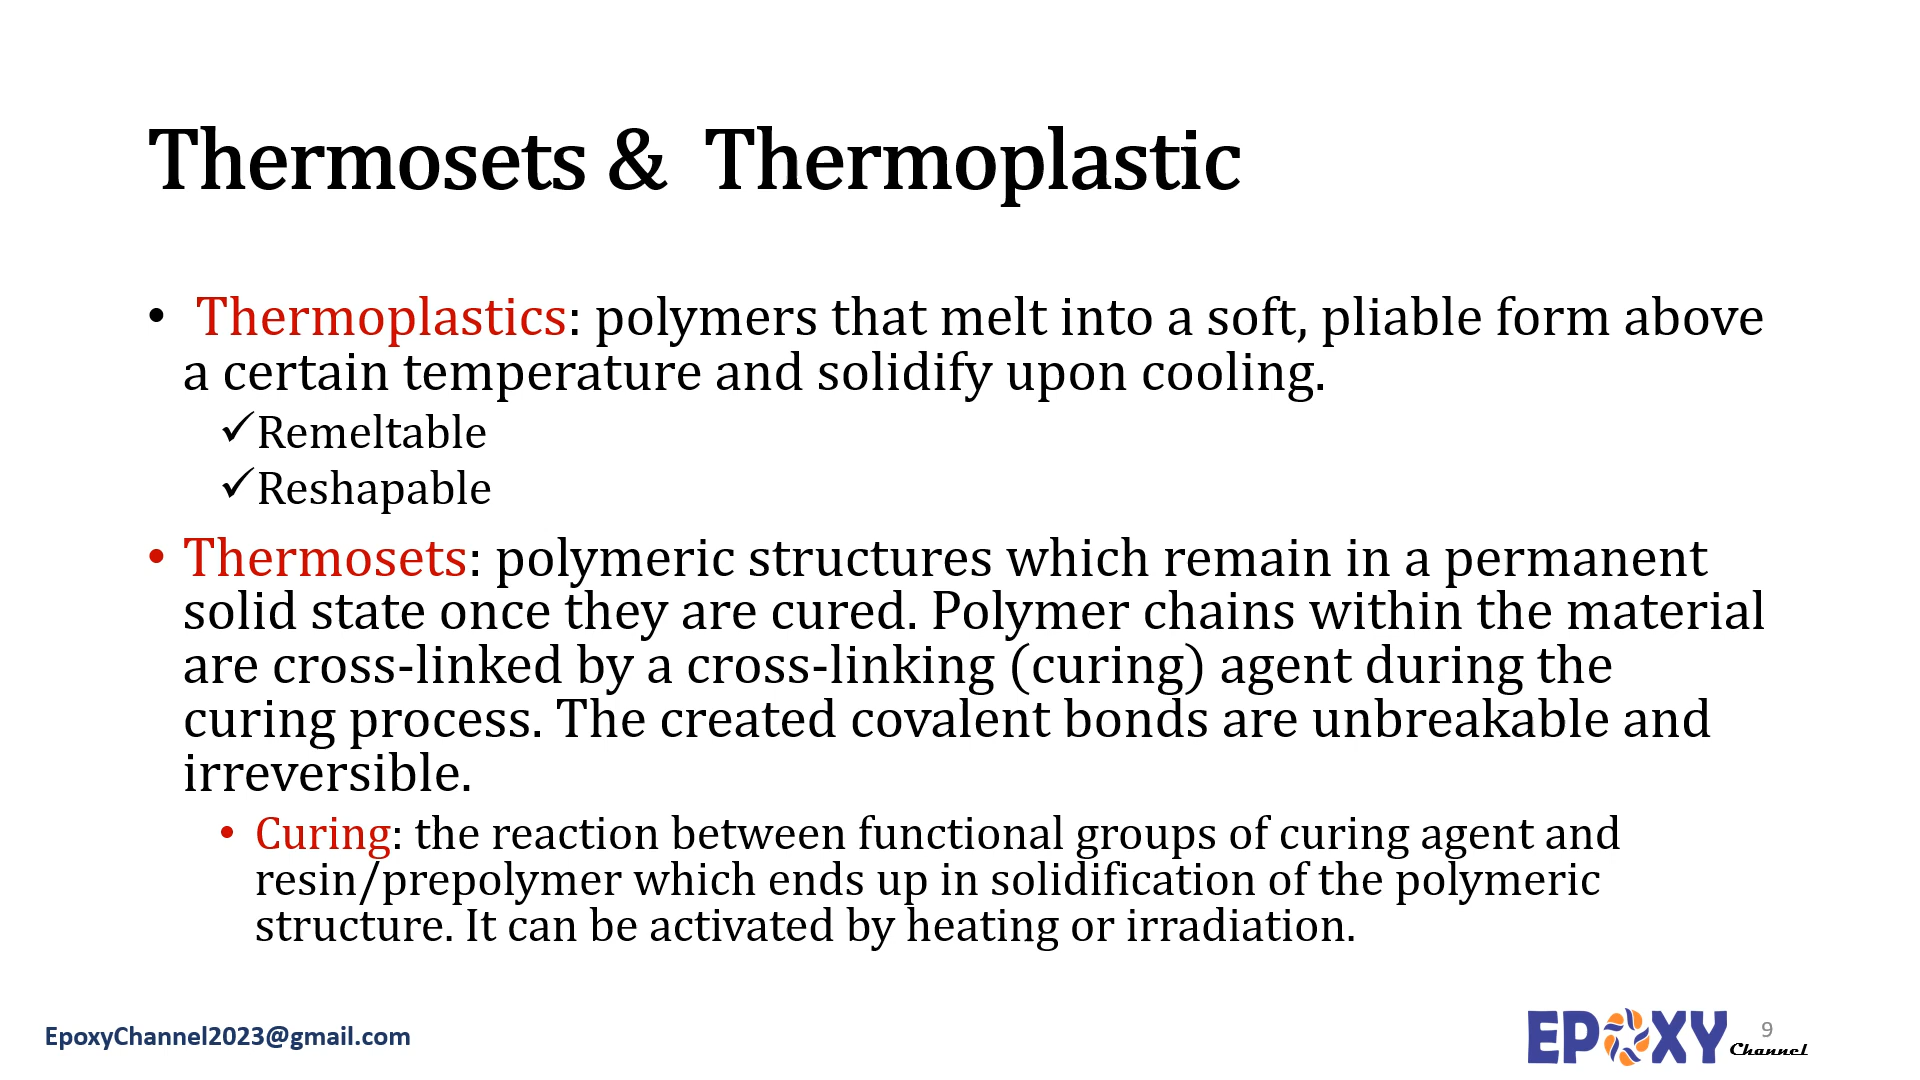 Thermosets & Thermoplastic
• Thermoplastics: polymers that melt into a soft, pliable form above
a certain temperature and solidify upon cooling.
✓Remeltable
✓Reshapable
• Thermosets: polymeric structures which remain in a permanent
solid state once they are cured. Polymer chains within the material
are cross-linked by a cross-linking (curing) agent during the
curing process. The created covalent bonds are unbreakable and
irreversible.
• Curing: the reaction between functional groups of curing agent and
resin/prepolymer which ends up in solidification of the polymeric
structure. It can be activated by heating or irradiation.
EpoxyChannel2023@gmail.com
EPOXY
Channel
9